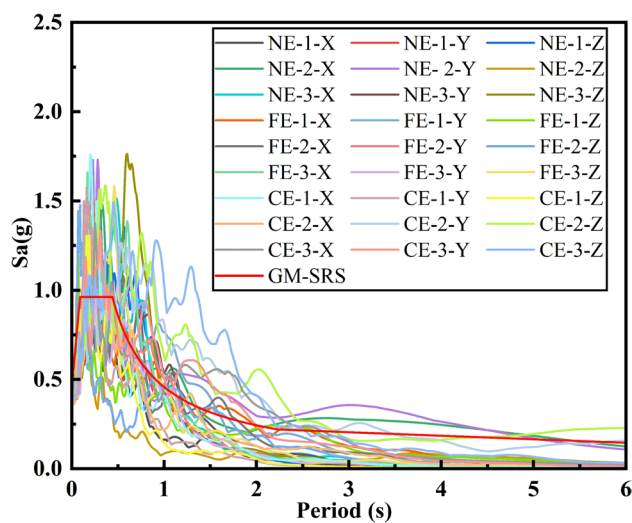 2.5
2.0
1.5
1.0
0.5
0.0
Sa(g)
NE-1-X NE-1-Y NE-1-Z
NE-2-X NE- 2-Y NE-2-Z
NE-3-X NE-3-Y NE-3-Z
FE-1-X FE-1-Y FE-1-Z
FE-2-X FE-2-Y FE-2-Z
FE-3-X FE-3-Y FE-3-Z
CE-1-X CE-1-Y CE-1-Z
CE-2-X CE-2-Y CE-2-Z
CE-3-X CE-3-Y CE-3-Z
GM-SRS
0 1 2 3 4 5 6
Period (s)